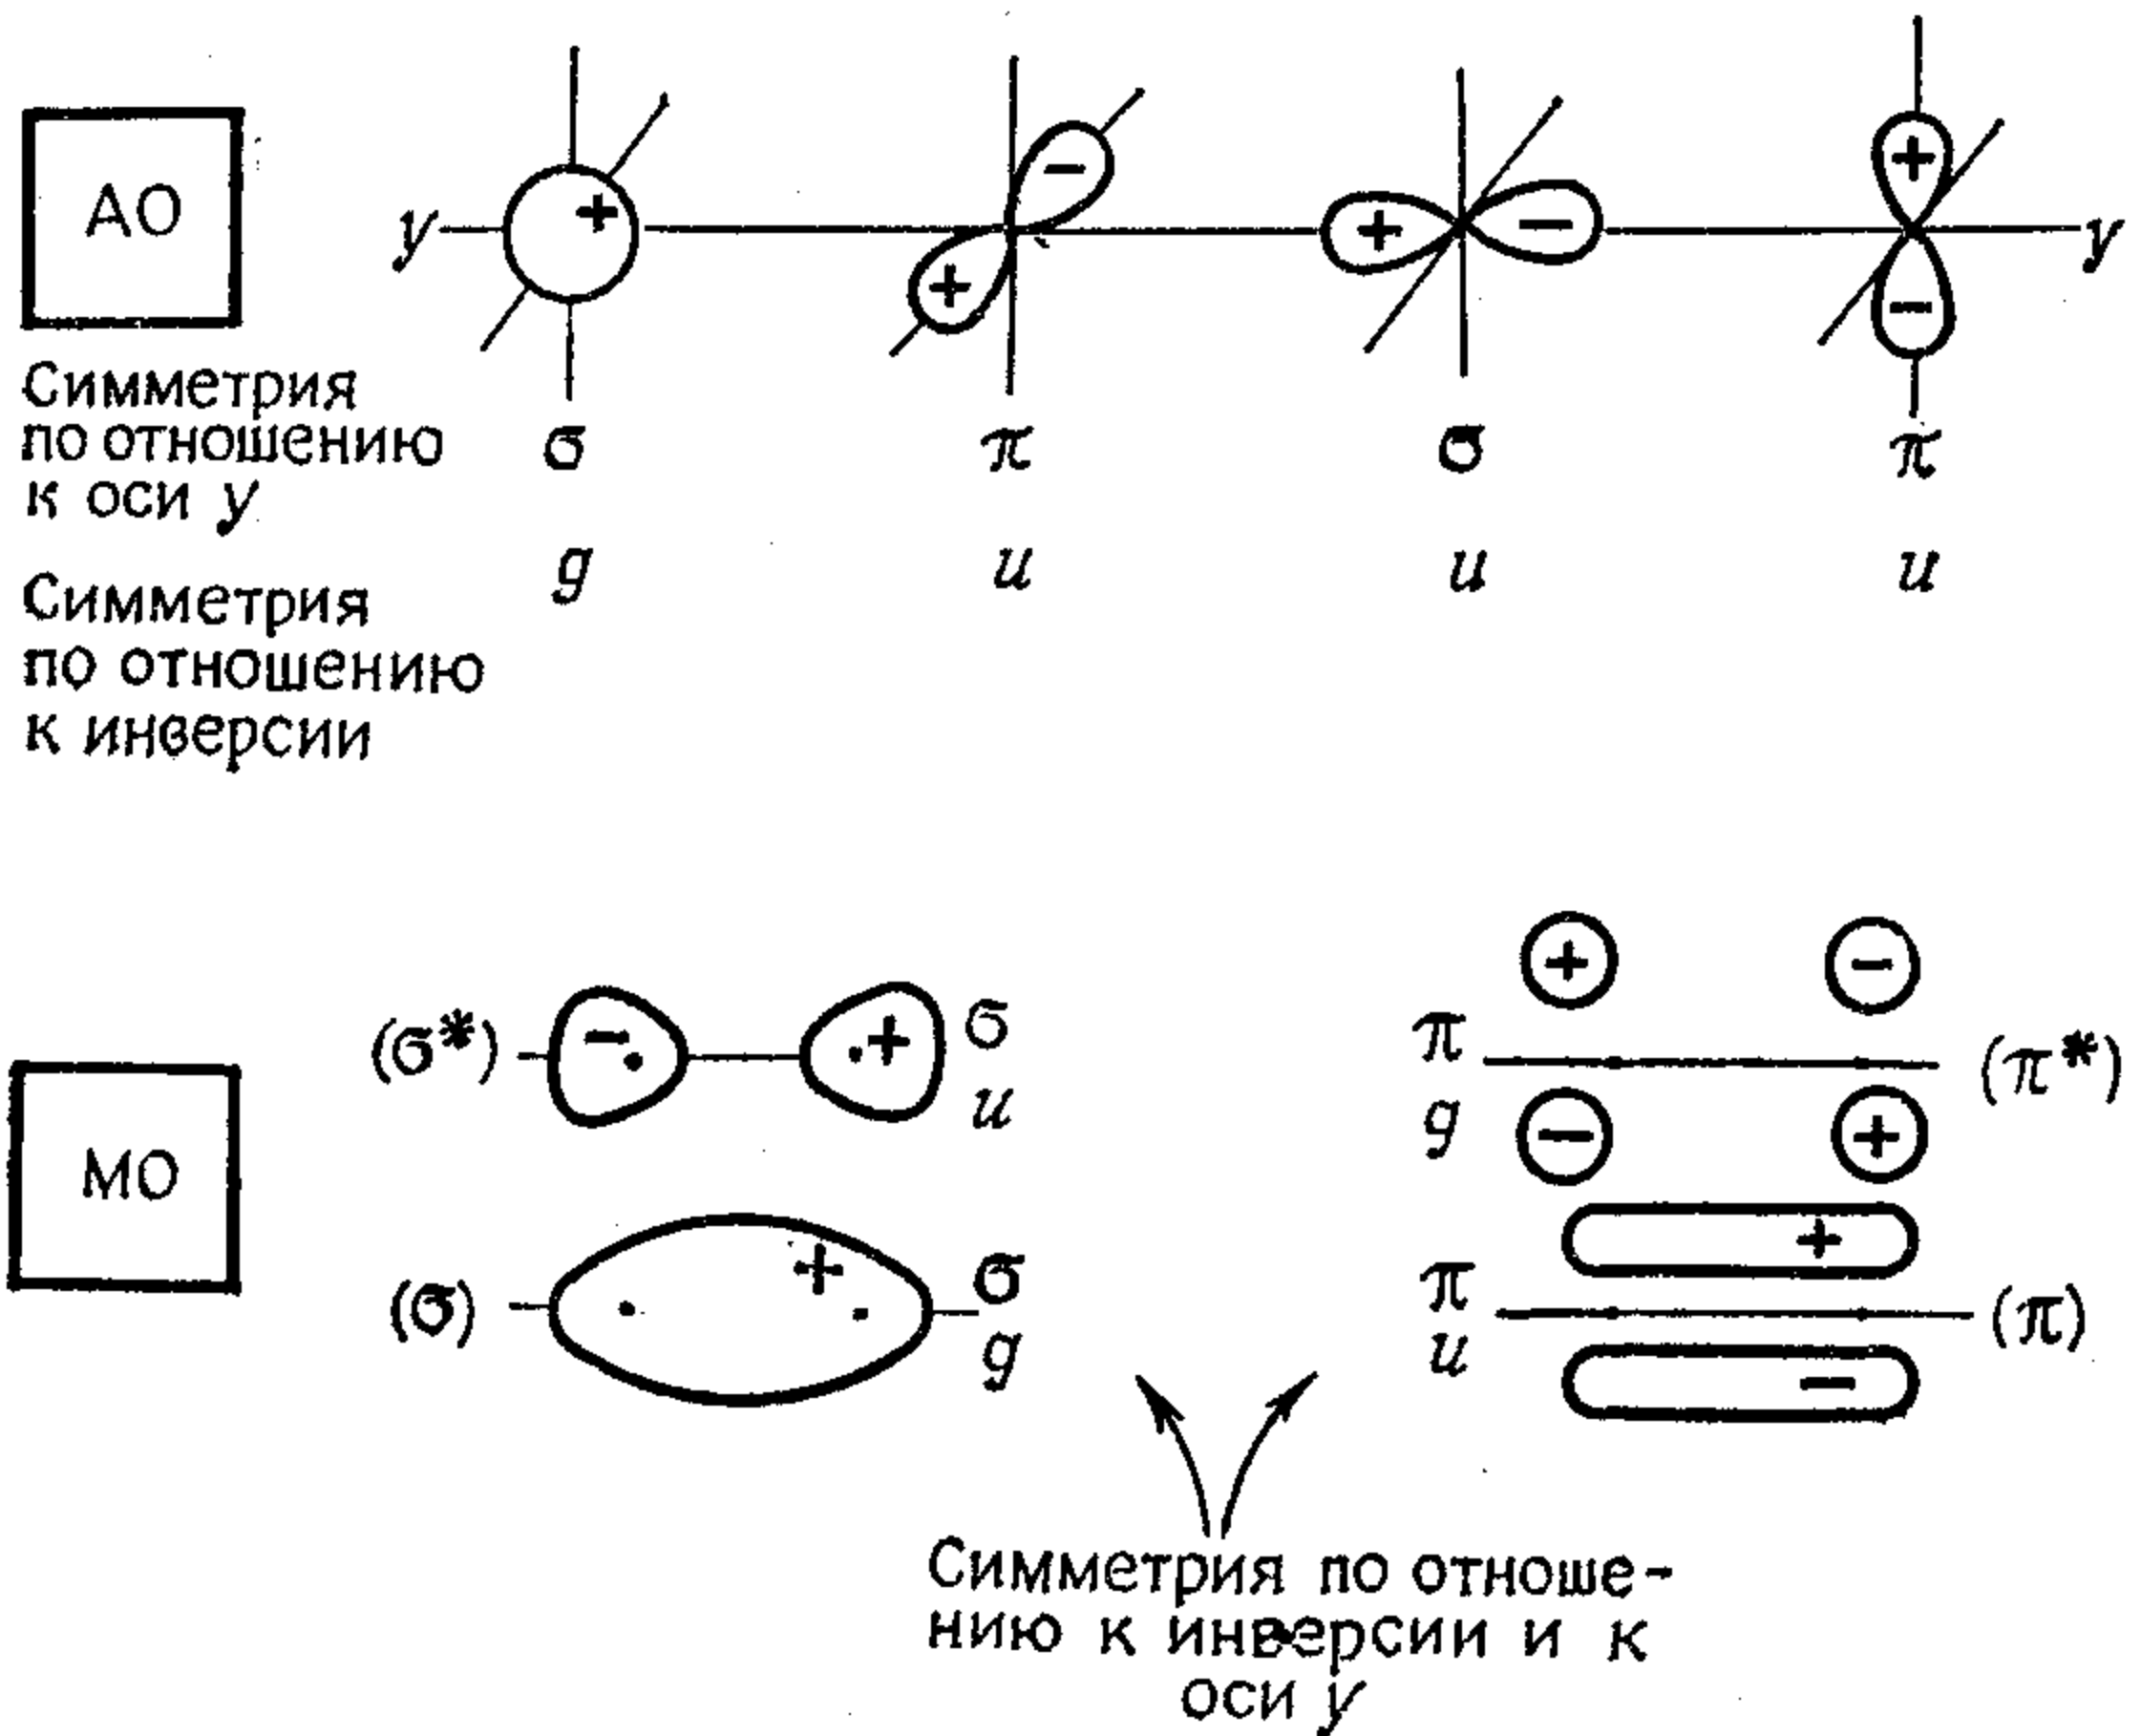 АО
y + − + + − + − y
Симметрия
по отношению
к оси y
σ π σ π
g u u u
Симметрия
по отношению
к инверсии
МО
(σ*) − + σ
u
+ −
π (π*)
g − +
(σ) + σ
g
+
π (π)
u
−
Симметрия по отноше-
нию к инверсии и к
оси y